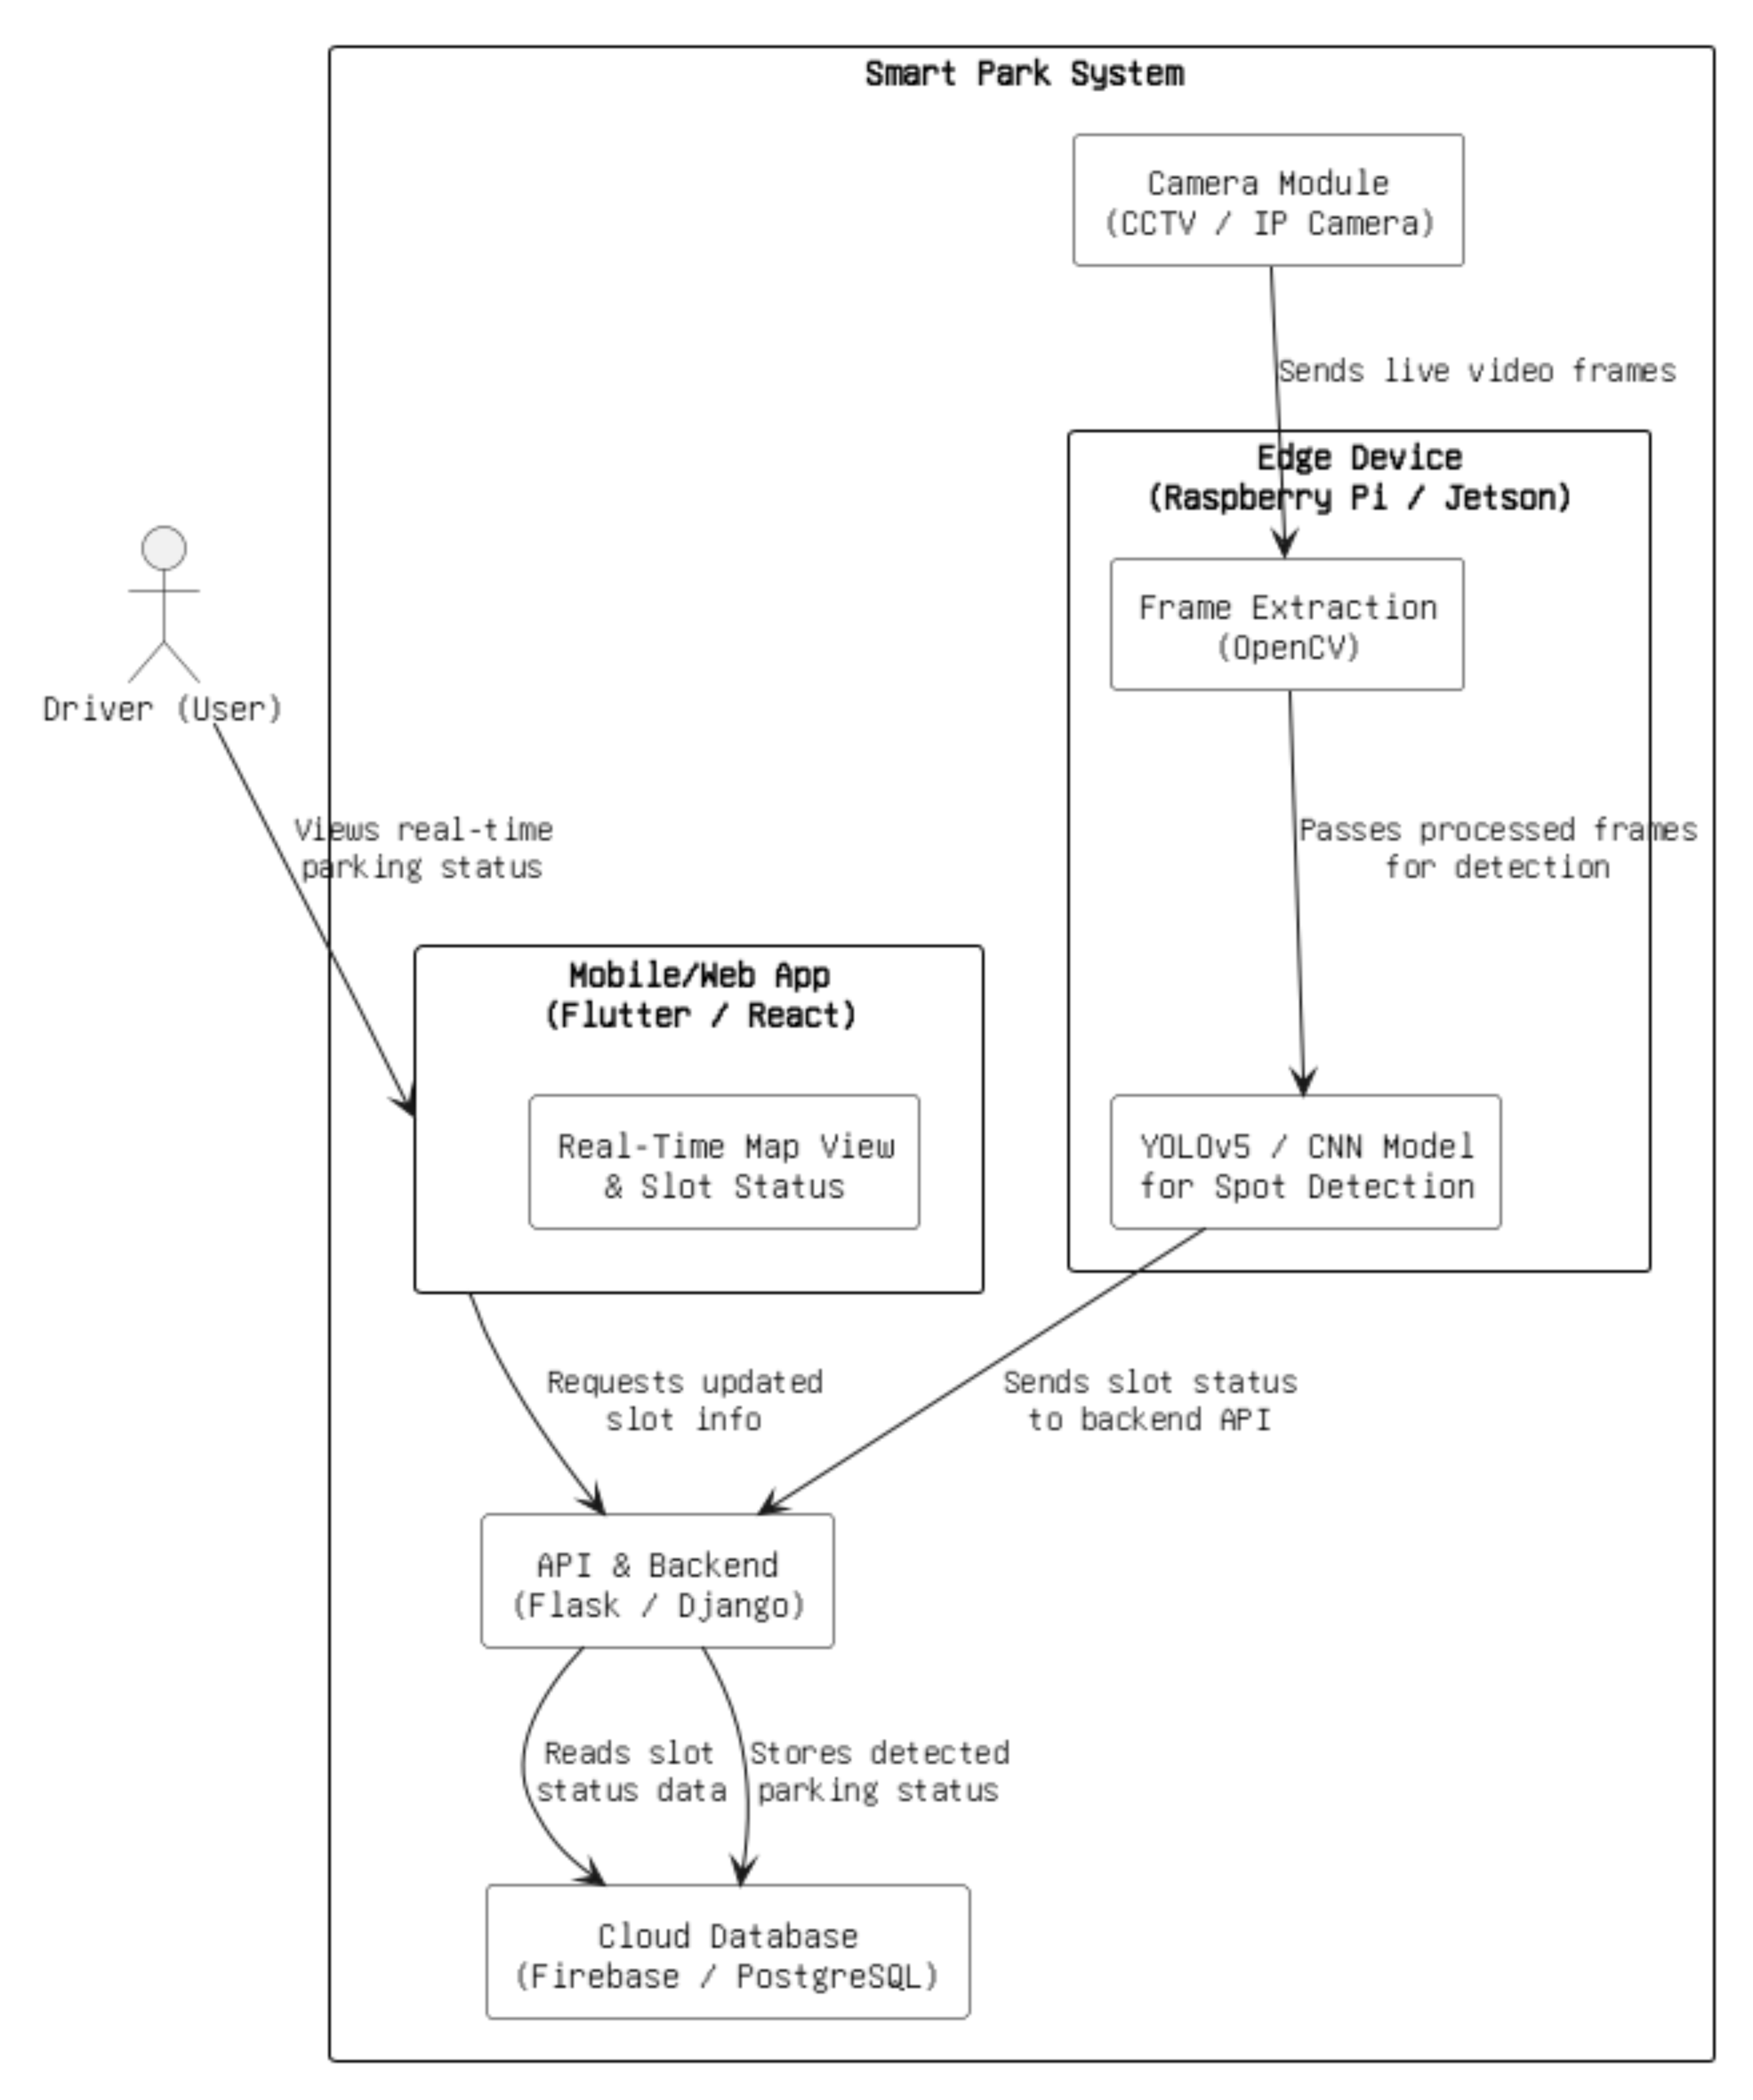 Smart Park System
Camera Module
(CCTV / IP Camera)
Sends live video frames
Edge Device
(Raspberry Pi / Jetson)
Frame Extraction
(OpenCV)
Driver (User)
Views real-time
parking status
Passes processed frames
for detection
Mobile/Web App
(Flutter / React)
Real-Time Map View
& Slot Status
YOLOv5 / CNN Model
for Spot Detection
Requests updated
slot info
Sends slot status
to backend API
API & Backend
(Flask / Django)
Reads slot
status data
Stores detected
parking status
Cloud Database
(Firebase / PostgreSQL)